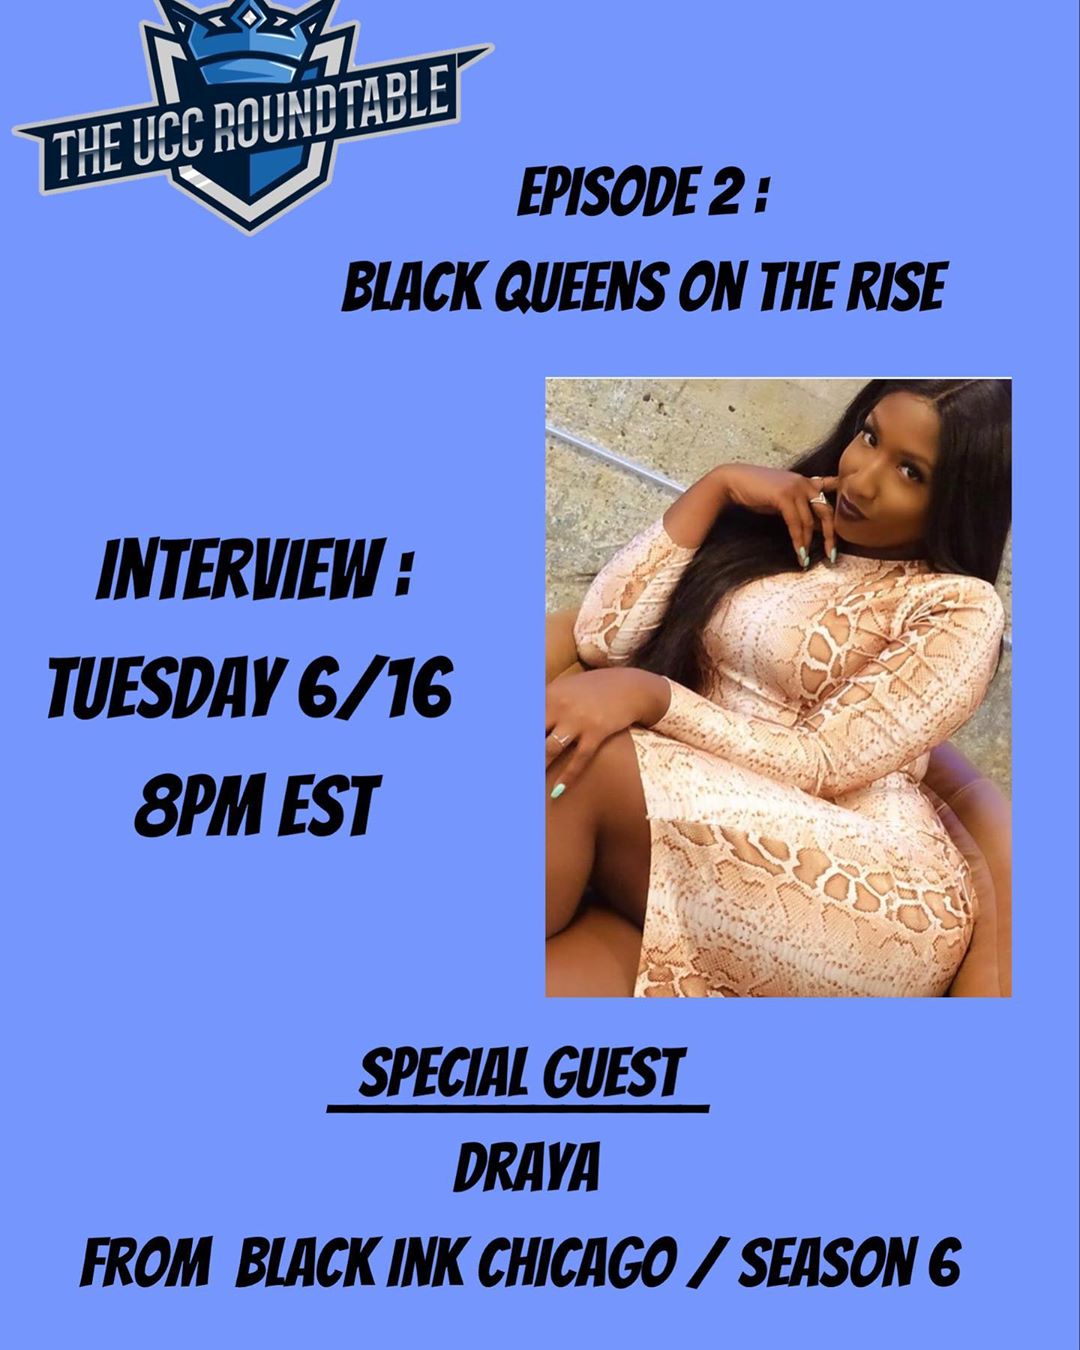 THE UCC ROUNDTABLE
EPISODE 2 :
BLACK QUEENS ON THE RISE
INTERVIEW :
TUESDAY 6/16
8PM EST
SPECIAL GUEST
DRAYA
FROM BLACK INK CHICAGO / SEASON 6